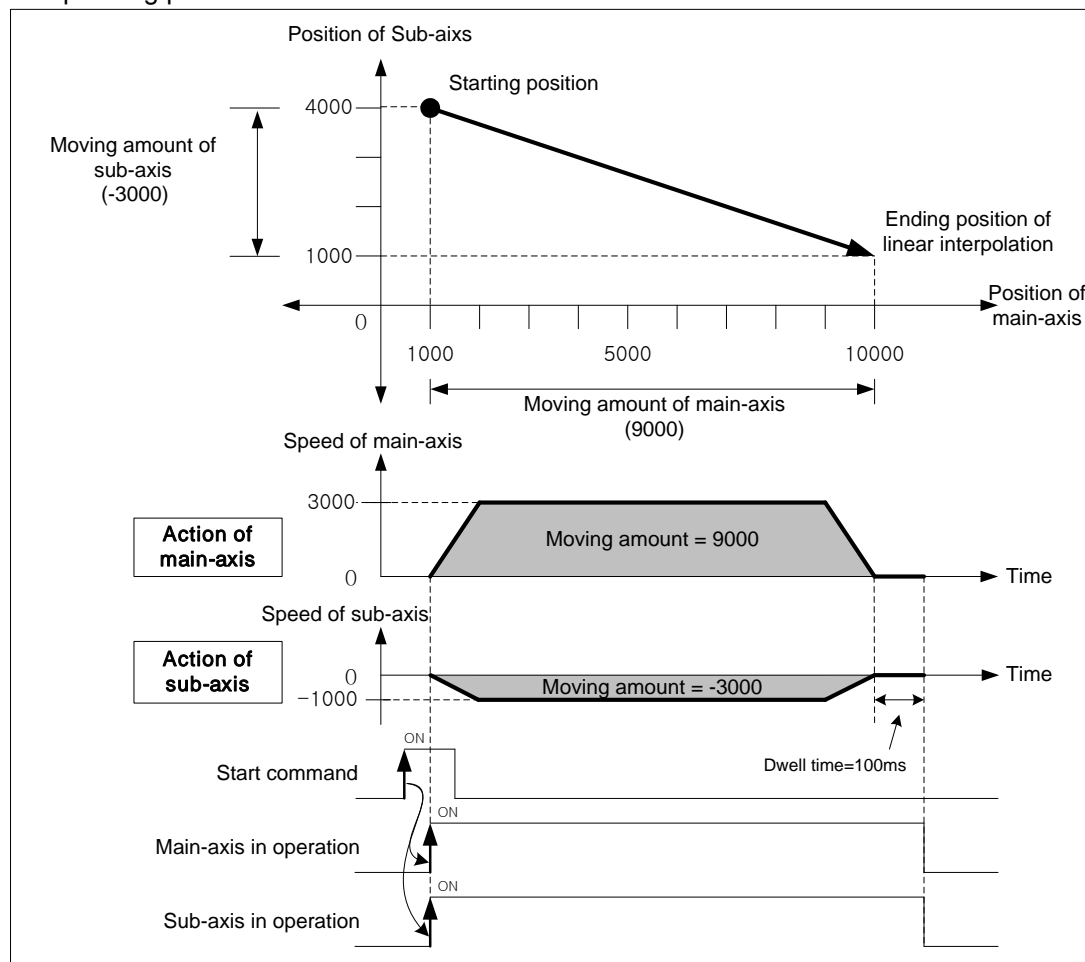 Position of Sub-aixs
Starting position
4000
Moving amount of
sub-axis
(-3000)
Ending position of
linear interpolation
1000
Position of
main-axis
0
1000
5000
10000
Moving amount of main-axis
(9000)
Speed of main-axis
3000
Action of
main-axis
Moving amount = 9000
0
Time
Speed of sub-axis
Action of
sub-axis
0
Moving amount = -3000
Time
-1000
ON
Dwell time=100ms
Start command
ON
Main-axis in operation
ON
Sub-axis in operation